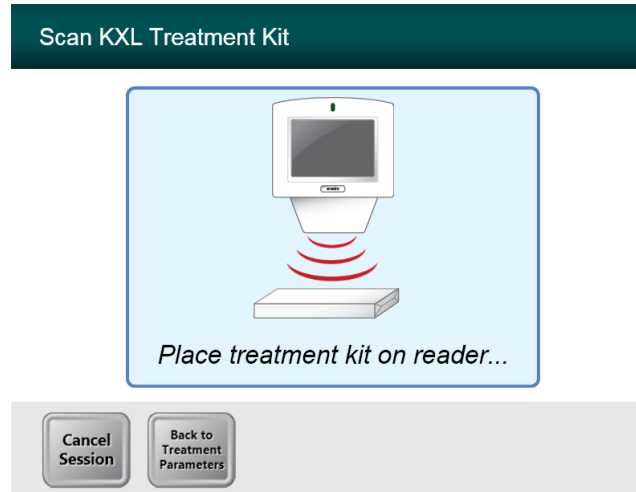 Scan KXL Treatment Kit
Place treatment kit on reader...
Cancel
Session
Back to
Treatment
Parameters